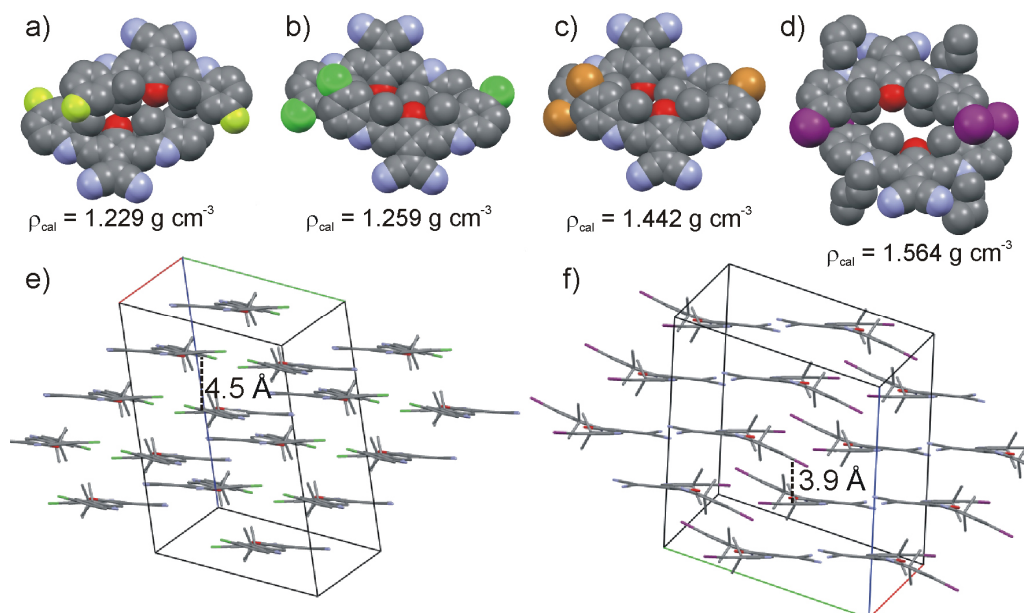 a)
b)
c)
d)
ρcal = 1.229 g cm-3
ρcal = 1.259 g cm-3
ρcal = 1.442 g cm-3
ρcal = 1.564 g cm-3
e)
f)
4.5 Å
3.9 Å